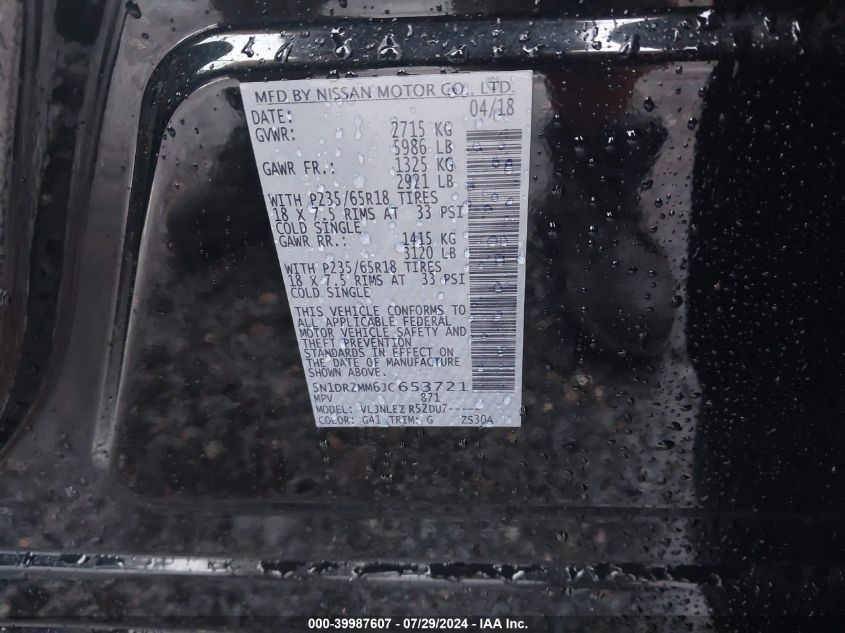 MFD BY NISSAN MOTOR CO., LTD.
DATE: 04/18
GVWR: 2715 KG
5986 LB
GAWR FR.: 1325 KG
2921 LB
WITH P235/65R18 TIRES
18 X 7.5 RIMS AT 33 PSI
COLD SINGLE
GAWR RR.: 1415 KG
3120 LB
WITH P235/65R18 TIRES
18 X 7.5 RIMS AT 33 PSI
COLD SINGLE
THIS VEHICLE CONFORMS TO
ALL APPLICABLE FEDERAL
MOTOR VEHICLE SAFETY AND
THEFT PREVENTION
STANDARDS IN EFFECT ON
THE DATE OF MANUFACTURE
SHOWN ABOVE.
5N1DR2MM6JC653721
MPV 871
MODEL: VLJNLEZ R52DU7-----
COLOR: G41 TRIM: G ZS30A
000-39987607 - 07/29/2024 - IAA Inc.